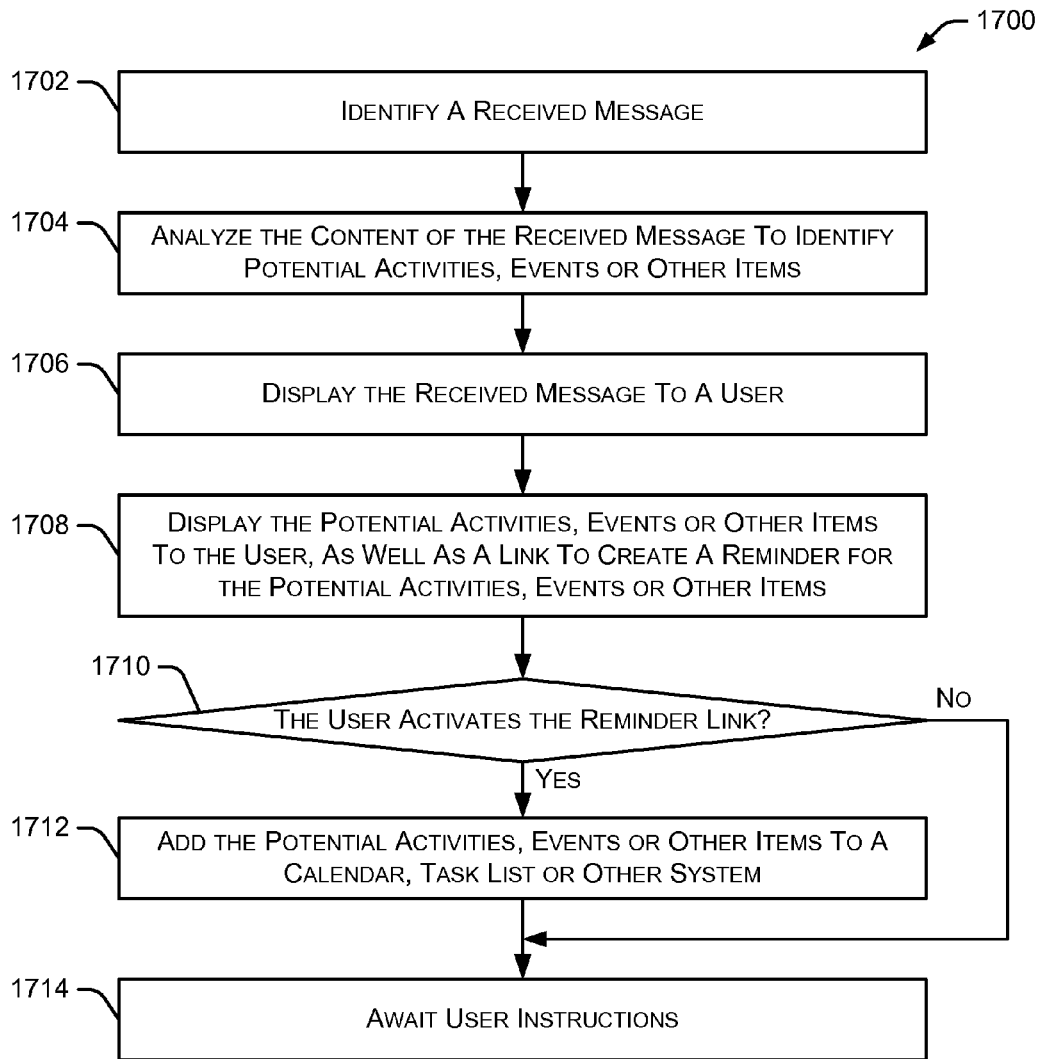 1700
1702
IDENTIFY A RECEIVED MESSAGE
1704
ANALYZE THE CONTENT OF THE RECEIVED MESSAGE TO IDENTIFY
POTENTIAL ACTIVITIES, EVENTS OR OTHER ITEMS
1706
DISPLAY THE RECEIVED MESSAGE TO A USER
1708
DISPLAY THE POTENTIAL ACTIVITIES, EVENTS OR OTHER ITEMS
TO THE USER, AS WELL AS A LINK TO CREATE A REMINDER FOR
THE POTENTIAL ACTIVITIES, EVENTS OR OTHER ITEMS
1710
THE USER ACTIVATES THE REMINDER LINK?
NO
YES
1712
ADD THE POTENTIAL ACTIVITIES, EVENTS OR OTHER ITEMS TO A
CALENDAR, TASK LIST OR OTHER SYSTEM
1714
AWAIT USER INSTRUCTIONS